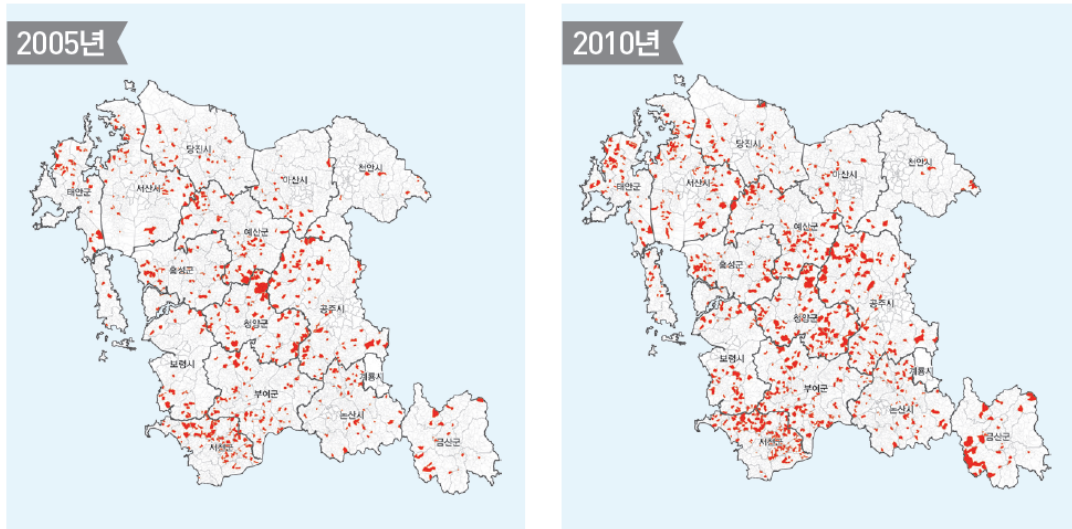 2005년
당진시
천안시
아산시
태안군
서산시
예산군
홍성군
공주시
청양군
보령시
계룡시
부여군
논산시
서천군
금산군
2010년
당진시
천안시
아산시
태안군
서산시
예산군
홍성군
공주시
청양군
보령시
계룡시
부여군
논산시
서천군
금산군